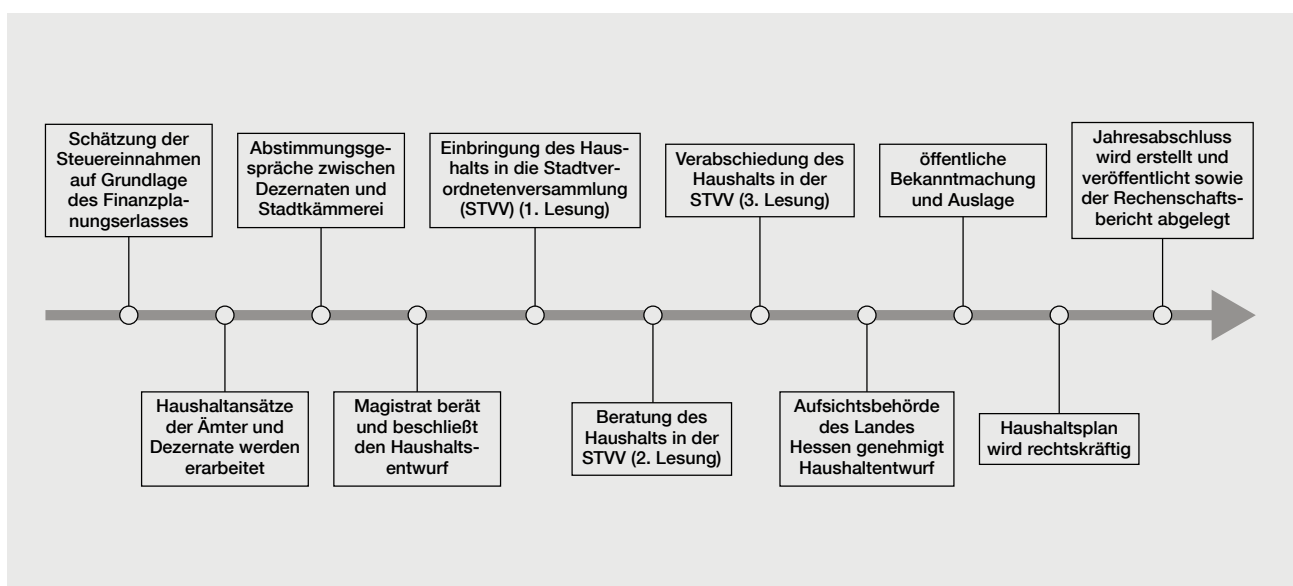 Schätzung der
Steuereinnahmen
auf Grundlage
des Finanzpla-
nungserlasses
Haushaltansätze
der Ämter und
Dezernate werden
erarbeitet
Abstimmungsge-
spräche zwischen
Dezernaten und
Stadtkämmerei
Magistrat berät
und beschließt
den Haushalts-
entwurf
Einbringung des Haus-
halts in die Stadtver-
ordnetenversammlung
(STVV) (1. Lesung)
Beratung des
Haushalts in der
STVV (2. Lesung)
Verabschiedung des
Haushalts in der
STVV (3. Lesung)
Aufsichtsbehörde
des Landes
Hessen genehmigt
Haushaltentwurf
öffentliche
Bekanntmachung
und Auslage
Haushaltsplan
wird rechtskräftig
Jahresabschluss
wird erstellt und
veröffentlicht sowie
der Rechenschafts-
bericht abgelegt